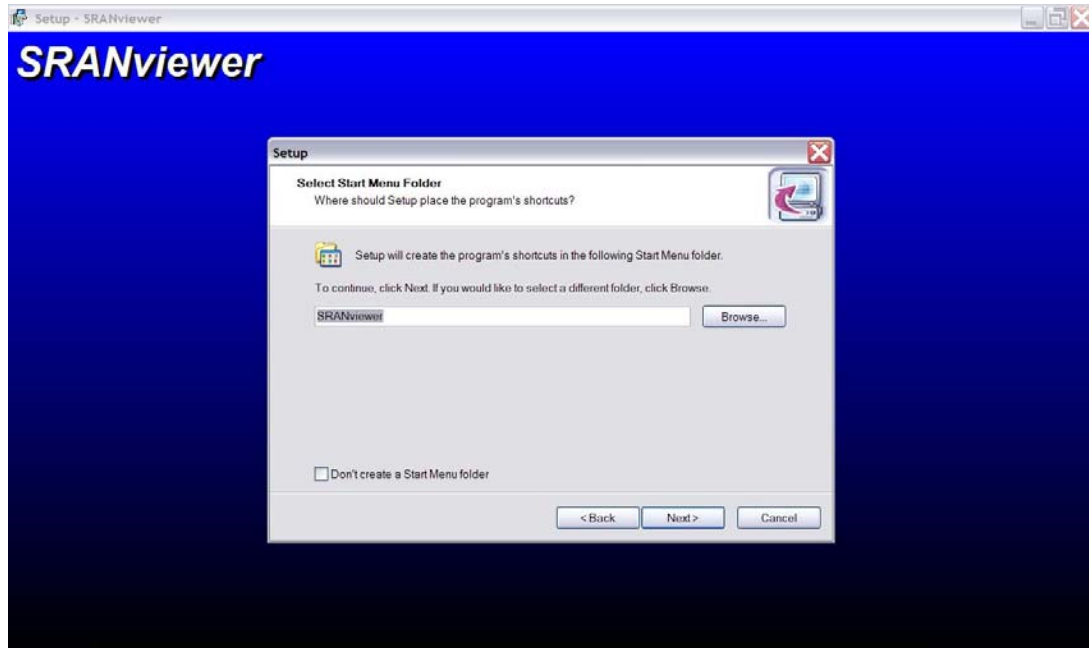 Setup - SRANviewer
SRANviewer
Setup
Select Start Menu Folder
Where should Setup place the program's shortcuts?
Setup will create the program's shortcuts in the following Start Menu folder.
To continue, click Next. If you would like to select a different folder, click Browse.
SRANviewer
Browse...
Don't create a Start Menu folder
< Back
Next >
Cancel